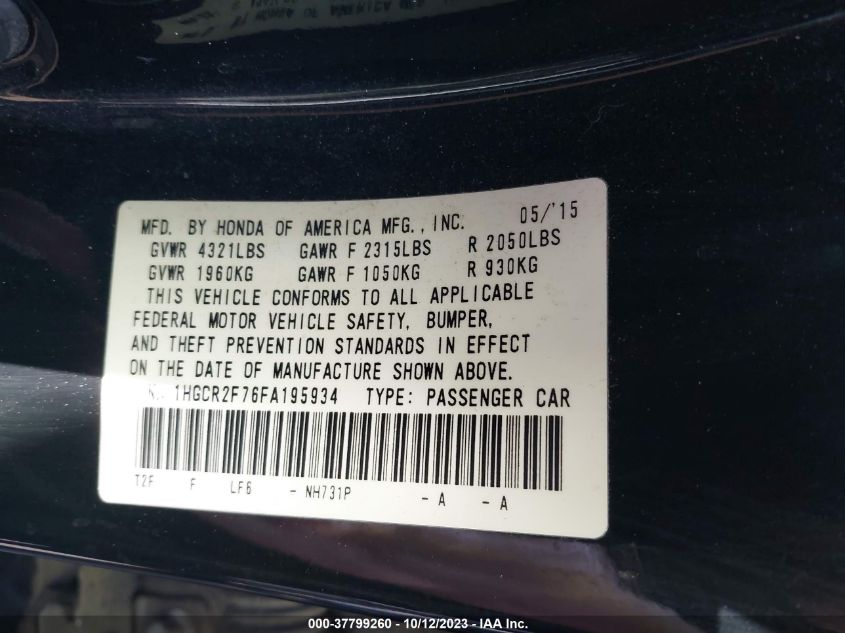 MFD. BY HONDA OF AMERICA MFG., INC. 05/'15
GVWR 4321LBS GAWR F 2315LBS R 2050LBS
GVWR 1960KG GAWR F 1050KG R 930KG
THIS VEHICLE CONFORMS TO ALL APPLICABLE
FEDERAL MOTOR VEHICLE SAFETY, BUMPER,
AND THEFT PREVENTION STANDARDS IN EFFECT
ON THE DATE OF MANUFACTURE SHOWN ABOVE.
1HGCR2F76FA195934 TYPE: PASSENGER CAR
T2F F LF6 - NH731P - A - A
000-37799260 - 10/12/2023 - IAA Inc.